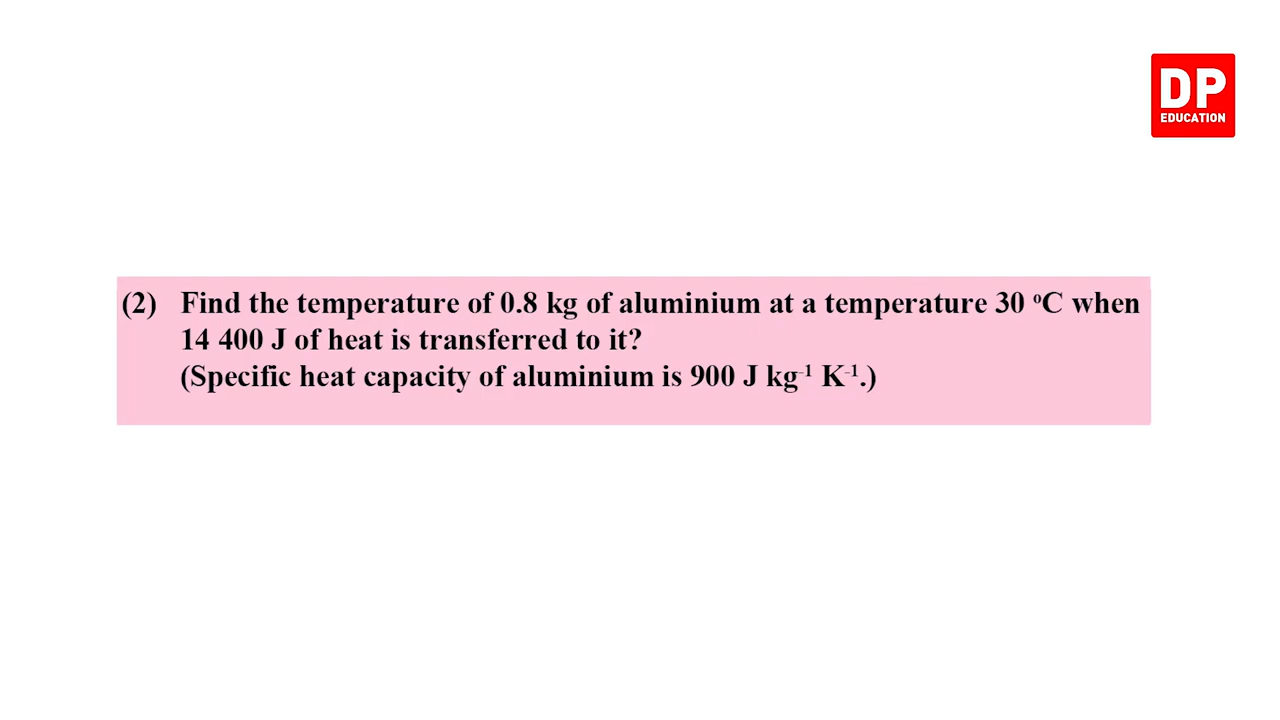 DP
EDUCATION
(2) Find the temperature of 0.8 kg of aluminium at a temperature 30 ºC when
14 400 J of heat is transferred to it?
(Specific heat capacity of aluminium is 900 J kg⁻¹ K⁻¹.)